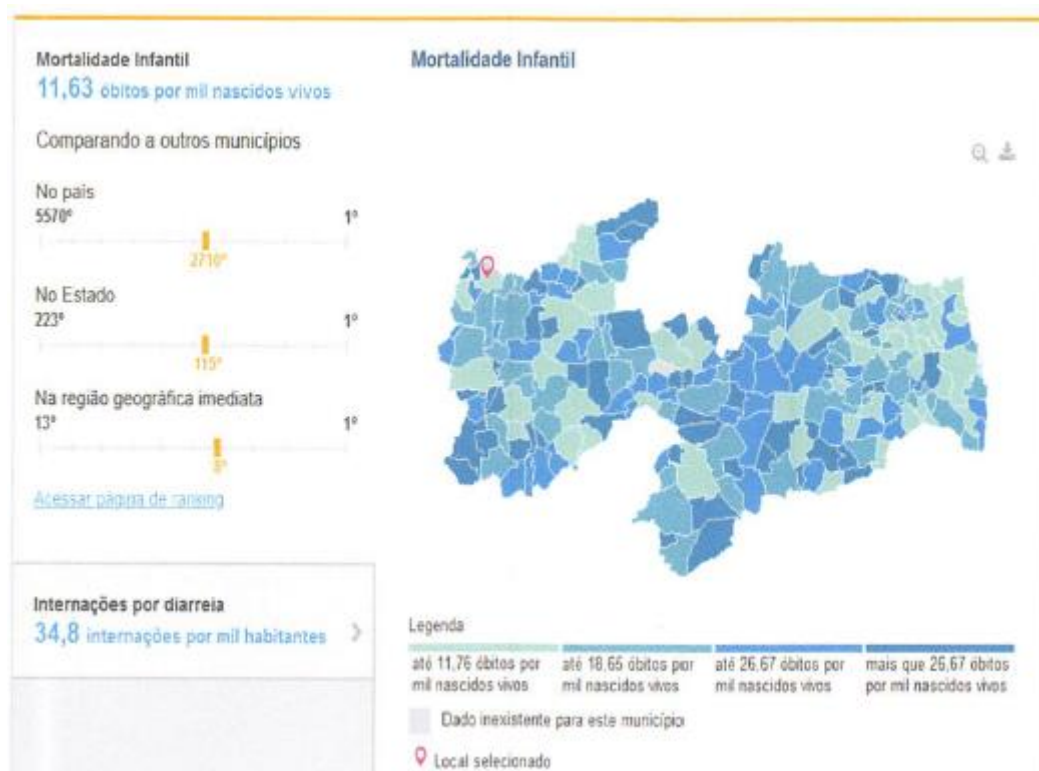 Mortalidade Infantil
11,63 óbitos por mil nascidos vivos
Comparando a outros municípios
No país
5570º 1º
2710º
No Estado
223º 1º
115º
Na região geográfica imediata
13º 1º
Acessar página de ranking
Internações por diarreia
34,8 internações por mil habitantes
Mortalidade Infantil
Legenda
até 11,76 óbitos por
mil nascidos vivos
até 18,65 óbitos por
mil nascidos vivos
até 26,67 óbitos por
mil nascidos vivos
mais que 26,67 óbitos
por mil nascidos vivos
Dado inexistente para este município
Local selecionado